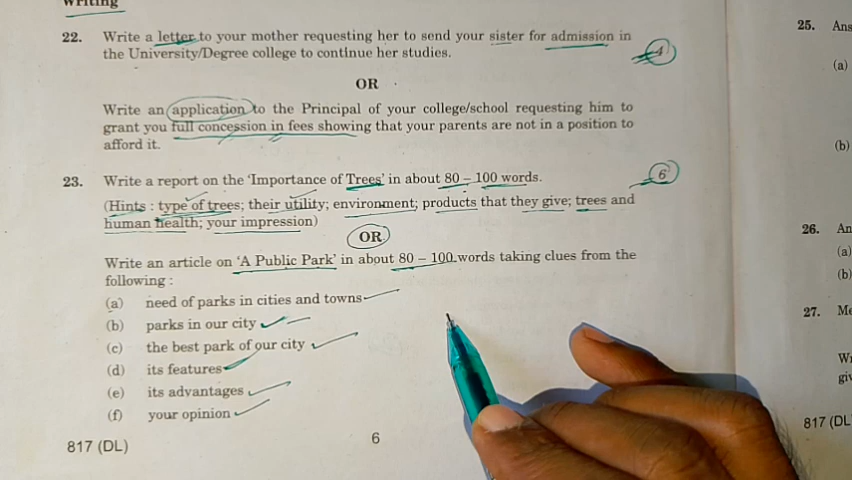 Writing
22. Write a letter to your mother requesting her to send your sister for admission in
the University/Degree college to continue her studies.
4
OR
Write an application to the Principal of your college/school requesting him to
grant you full concession in fees showing that your parents are not in a position to
afford it.
23. Write a report on the 'Importance of Trees' in about 80 – 100 words.
6
(Hints : type of trees; their utility; environment; products that they give; trees and
human health; your impression)
OR
Write an article on 'A Public Park' in about 80 – 100 words taking clues from the
following :
(a) need of parks in cities and towns
(b) parks in our city
(c) the best park of our city
(d) its features
(e) its advantages
(f) your opinion
817 (DL)
6
25. Ans
(a)
(b)
26. An
(a)
(b)
27. Me
Wr
giv
817 (DL